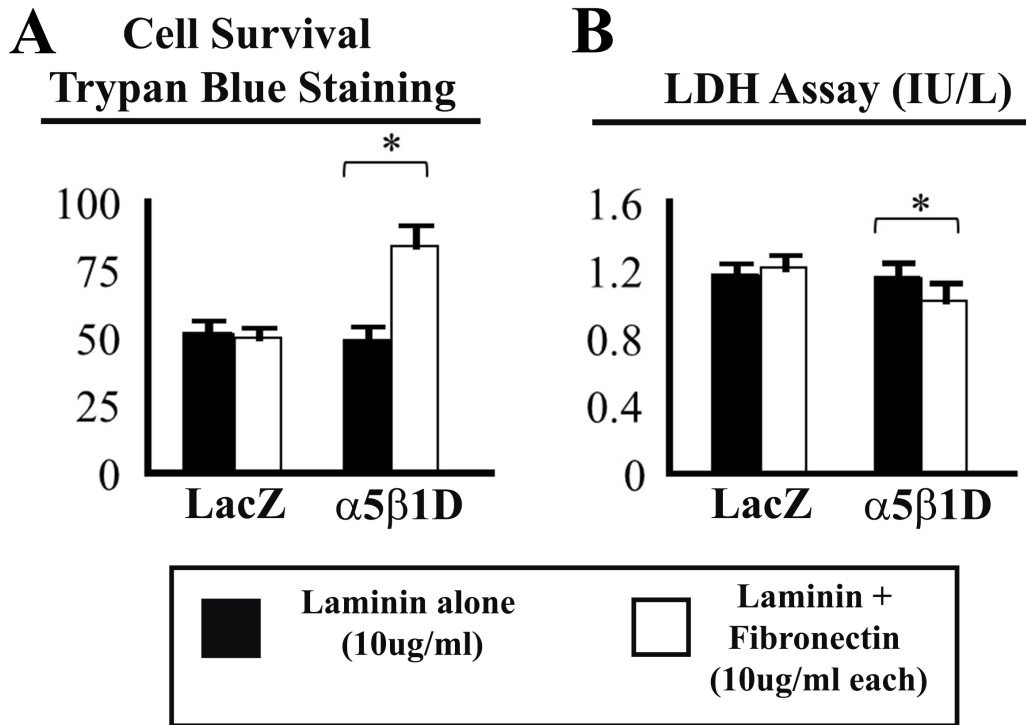 A
Cell Survival
Trypan Blue Staining
*
100
75
50
25
0
LacZ
α5β1D
B
LDH Assay (IU/L)
*
1.6
1.2
0.8
0.4
0
LacZ
α5β1D
Laminin alone
(10ug/ml)
Laminin +
Fibronectin
(10ug/ml each)